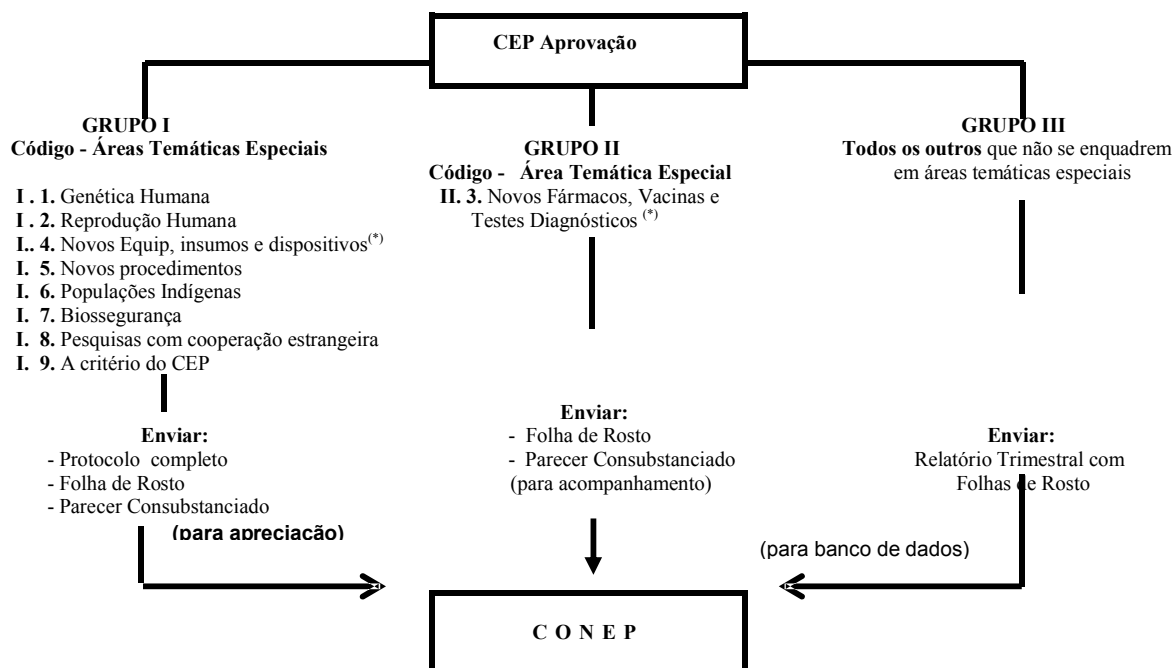 CEP Aprovação
GRUPO I
Código - Áreas Temáticas Especiais
I . 1. Genética Humana
I . 2. Reprodução Humana
I.. 4. Novos Equip, insumos e dispositivos(*)
I. 5. Novos procedimentos
I. 6. Populações Indígenas
I. 7. Biossegurança
I. 8. Pesquisas com cooperação estrangeira
I. 9. A critério do CEP
Enviar:
- Protocolo completo
- Folha de Rosto
- Parecer Consubstanciado
(para apreciação)
GRUPO II
Código - Área Temática Especial
II. 3. Novos Fármacos, Vacinas e
Testes Diagnósticos (*)
Enviar:
- Folha de Rosto
- Parecer Consubstanciado
(para acompanhamento)
GRUPO III
Todos os outros que não se enquadrem
em áreas temáticas especiais
Enviar:
Relatório Trimestral com
Folhas de Rosto
(para banco de dados)
C O N E P